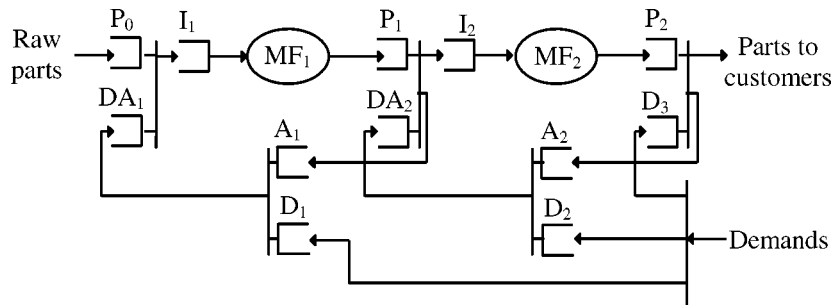 P₀
I₁
P₁
I₂
P₂
Raw
parts
MF₁
MF₂
Parts to
customers
DA₁
DA₂
D₃
A₁
A₂
D₁
D₂
Demands